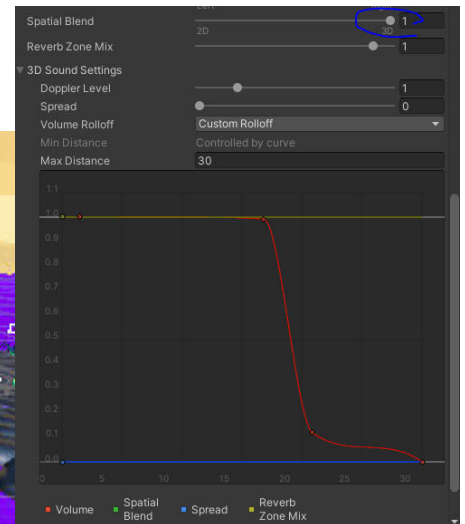 Spatial Blend 1
2D 3D
Reverb Zone Mix 1
3D Sound Settings
Doppler Level 1
Spread 0
Volume Rolloff Custom Rolloff
Min Distance Controlled by curve
Max Distance 30
1.1
1.0
0.9
0.8
0.7
0.6
0.5
0.4
0.3
0.2
0.1
0.0
0 5 10 15 20 25 30
Volume Spatial Blend Spread Reverb Zone Mix